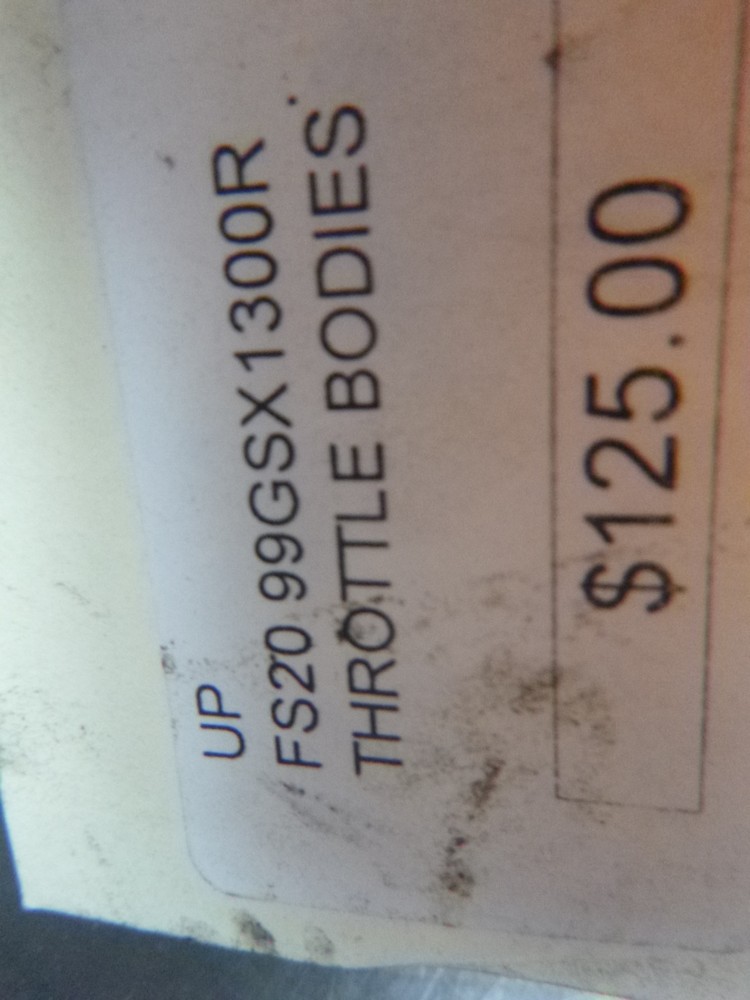 UP
FS20 99GSX1300R
THROTTLE BODIES
$125.00